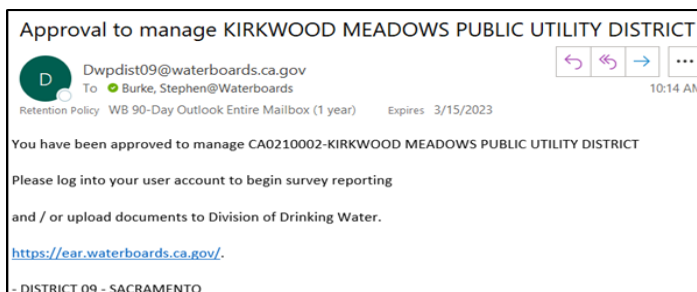 Approval to manage KIRKWOOD MEADOWS PUBLIC UTILITY DISTRICT
D
Dwpdist09@waterboards.ca.gov
To Burke, Stephen@Waterboards
10:14 AM
Retention Policy WB 90-Day Outlook Entire Mailbox (1 year) Expires 3/15/2023
You have been approved to manage CA0210002-KIRKWOOD MEADOWS PUBLIC UTILITY DISTRICT
Please log into your user account to begin survey reporting
and / or upload documents to Division of Drinking Water.
https://ear.waterboards.ca.gov/.
- DISTRICT 09 - SACRAMENTO